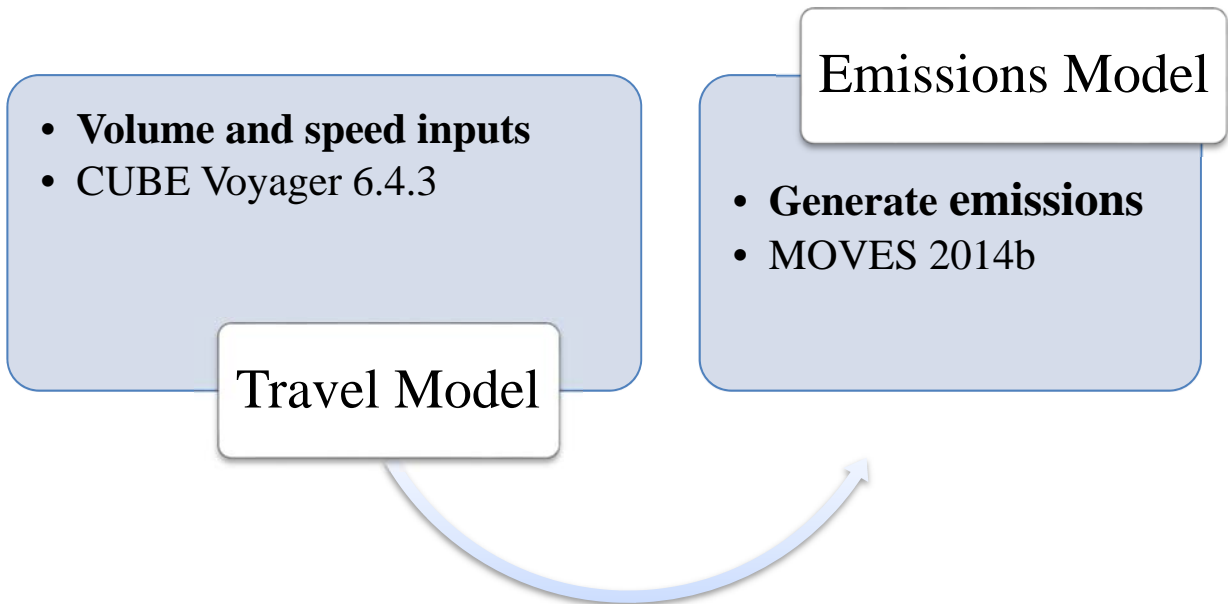 • Volume and speed inputs
• CUBE Voyager 6.4.3
Travel Model
Emissions Model
• Generate emissions
• MOVES 2014b